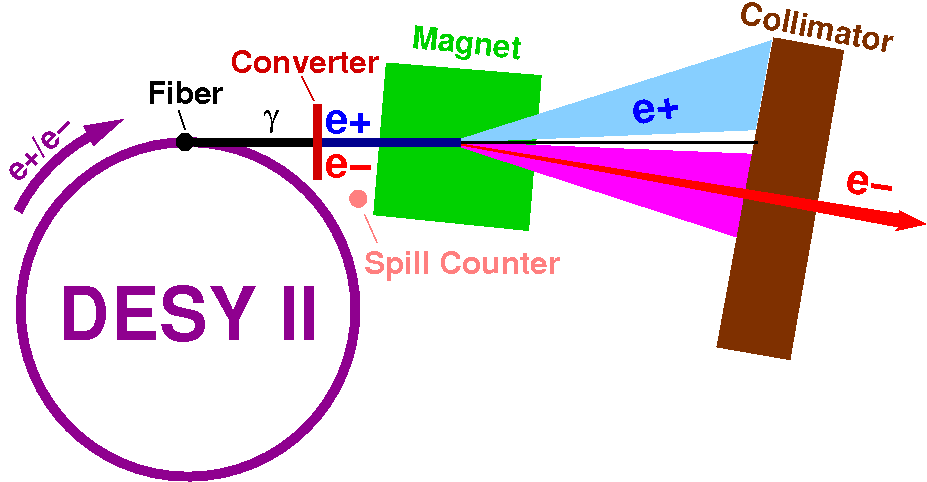 Collimator
Magnet
Converter
Fiber
γ
e+
e+
e+/e−
e−
e−
Spill Counter
DESY II